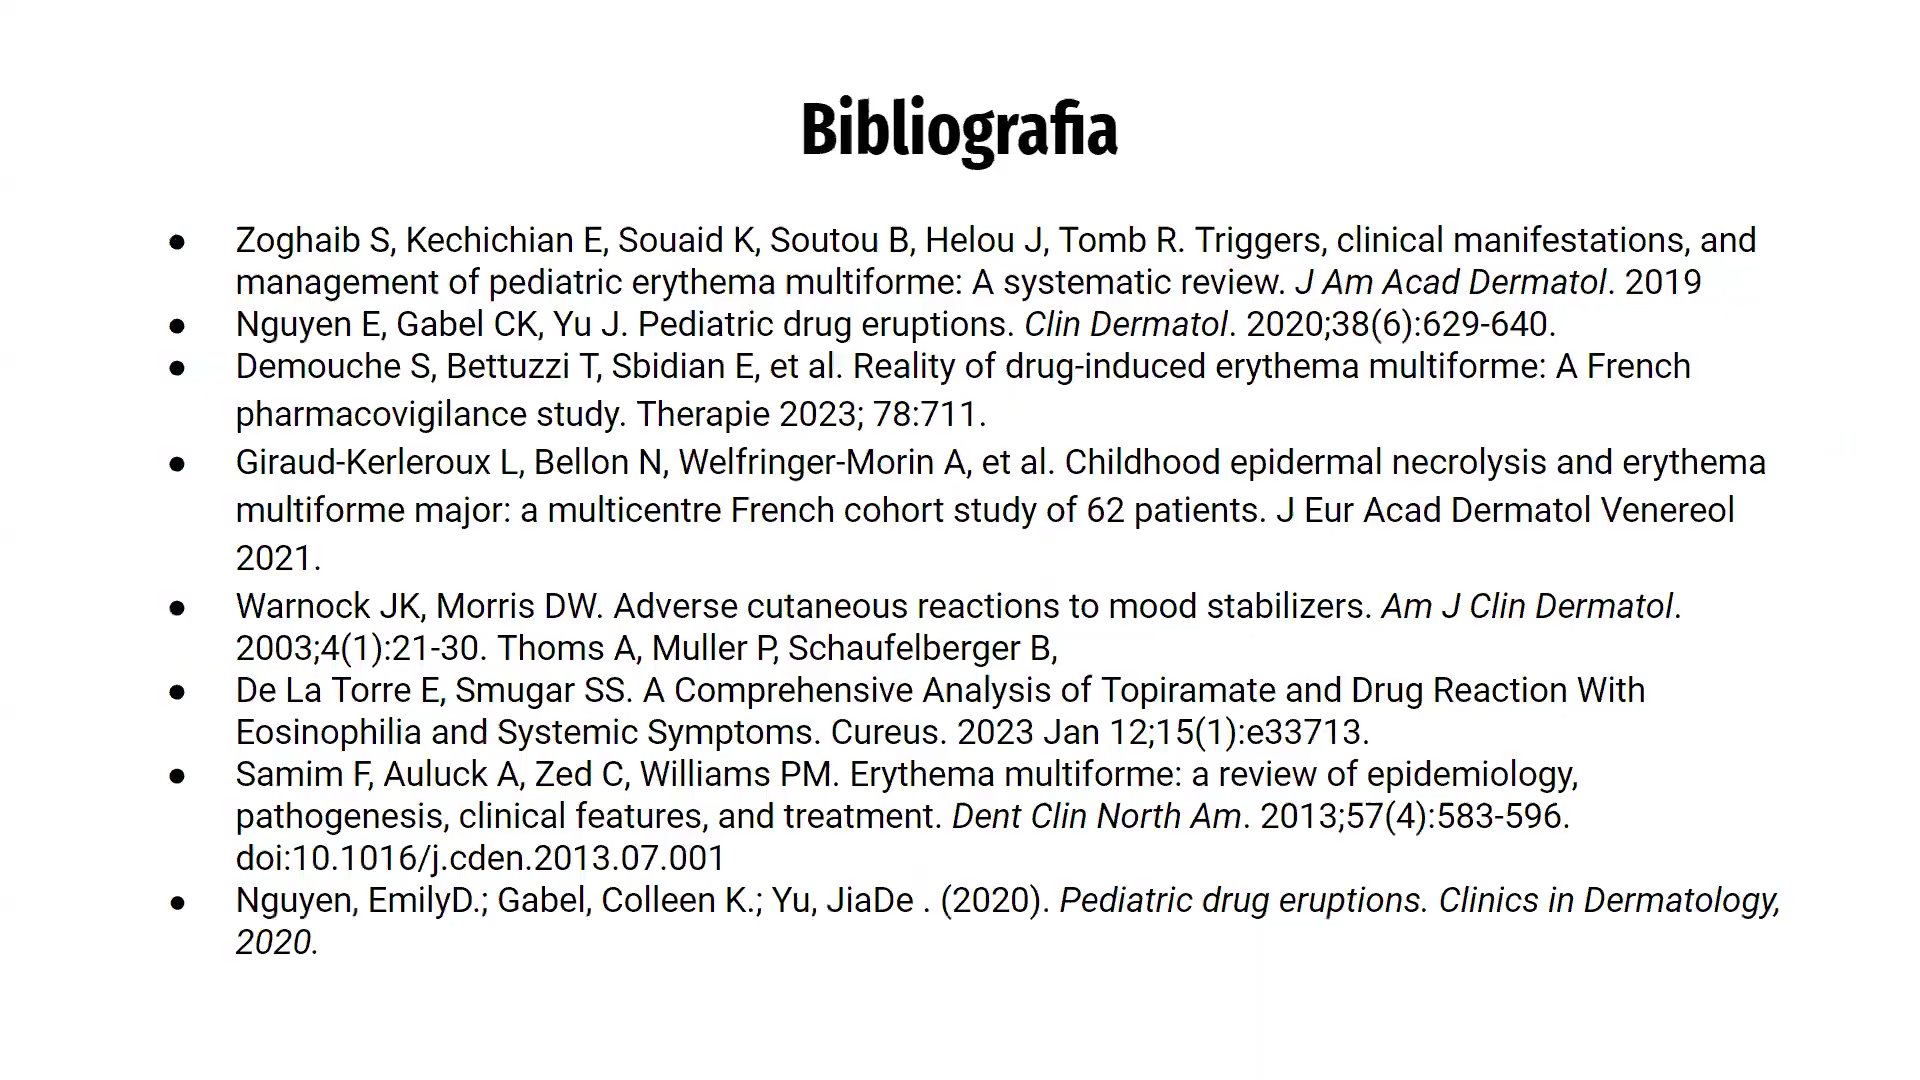 Bibliografia
● Zoghaib S, Kechichian E, Souaid K, Soutou B, Helou J, Tomb R. Triggers, clinical manifestations, and
management of pediatric erythema multiforme: A systematic review. J Am Acad Dermatol. 2019
● Nguyen E, Gabel CK, Yu J. Pediatric drug eruptions. Clin Dermatol. 2020;38(6):629-640.
● Demouche S, Bettuzzi T, Sbidian E, et al. Reality of drug-induced erythema multiforme: A French
pharmacovigilance study. Therapie 2023; 78:711.
● Giraud-Kerleroux L, Bellon N, Welfringer-Morin A, et al. Childhood epidermal necrolysis and erythema
multiforme major: a multicentre French cohort study of 62 patients. J Eur Acad Dermatol Venereol
2021.
● Warnock JK, Morris DW. Adverse cutaneous reactions to mood stabilizers. Am J Clin Dermatol.
2003;4(1):21-30. Thoms A, Muller P, Schaufelberger B,
● De La Torre E, Smugar SS. A Comprehensive Analysis of Topiramate and Drug Reaction With
Eosinophilia and Systemic Symptoms. Cureus. 2023 Jan 12;15(1):e33713.
● Samim F, Auluck A, Zed C, Williams PM. Erythema multiforme: a review of epidemiology,
pathogenesis, clinical features, and treatment. Dent Clin North Am. 2013;57(4):583-596.
doi:10.1016/j.cden.2013.07.001
● Nguyen, EmilyD.; Gabel, Colleen K.; Yu, JiaDe . (2020). Pediatric drug eruptions. Clinics in Dermatology,
2020.